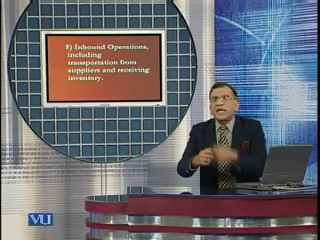 5) Inbound Operations,
including
transportation from
suppliers and receiving
inventory.
VU